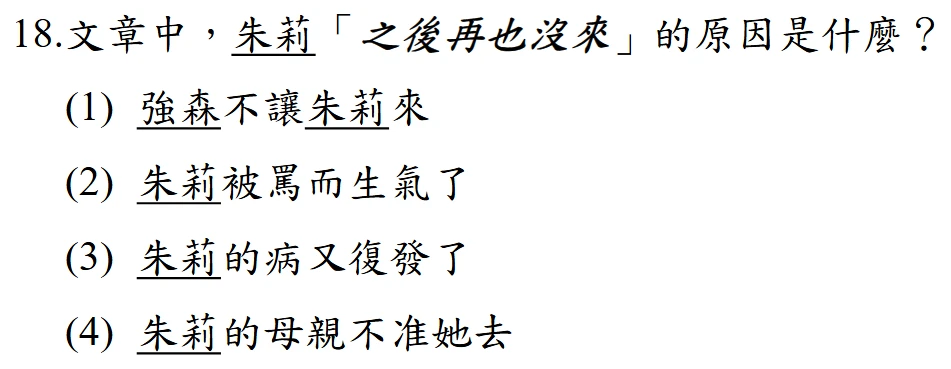 18.文章中，朱莉「之後再也沒來」的原因是什麼？
(1) 強森不讓朱莉來
(2) 朱莉被罵而生氣了
(3) 朱莉的病又復發了
(4) 朱莉的母親不准她去